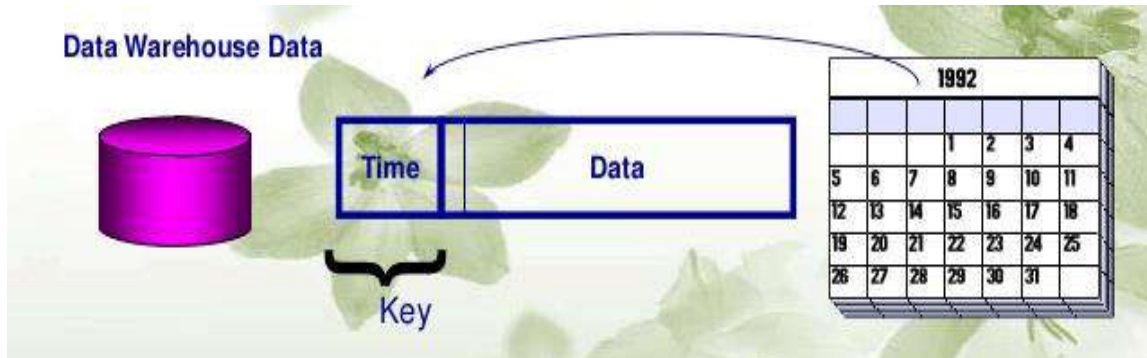 Data Warehouse Data
1992
1 2 3 4
Time Data
5 6 7 8 9 10 11
12 13 14 15 16 17 18
19 20 21 22 23 24 25
26 27 28 29 30 31
Key